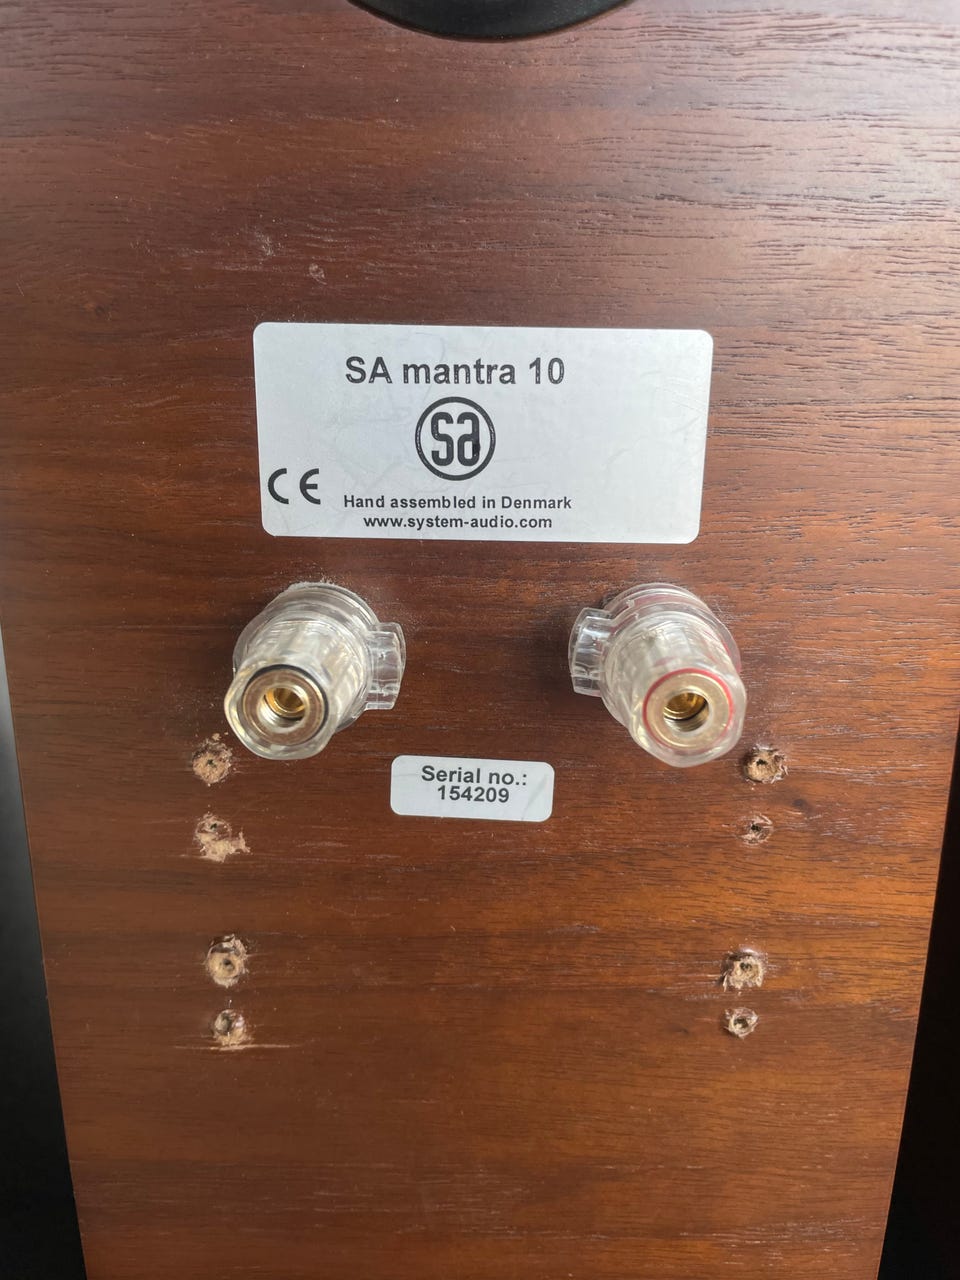 SA mantra 10
sa
CE
Hand assembled in Denmark
www.system-audio.com
Serial no.:
154209